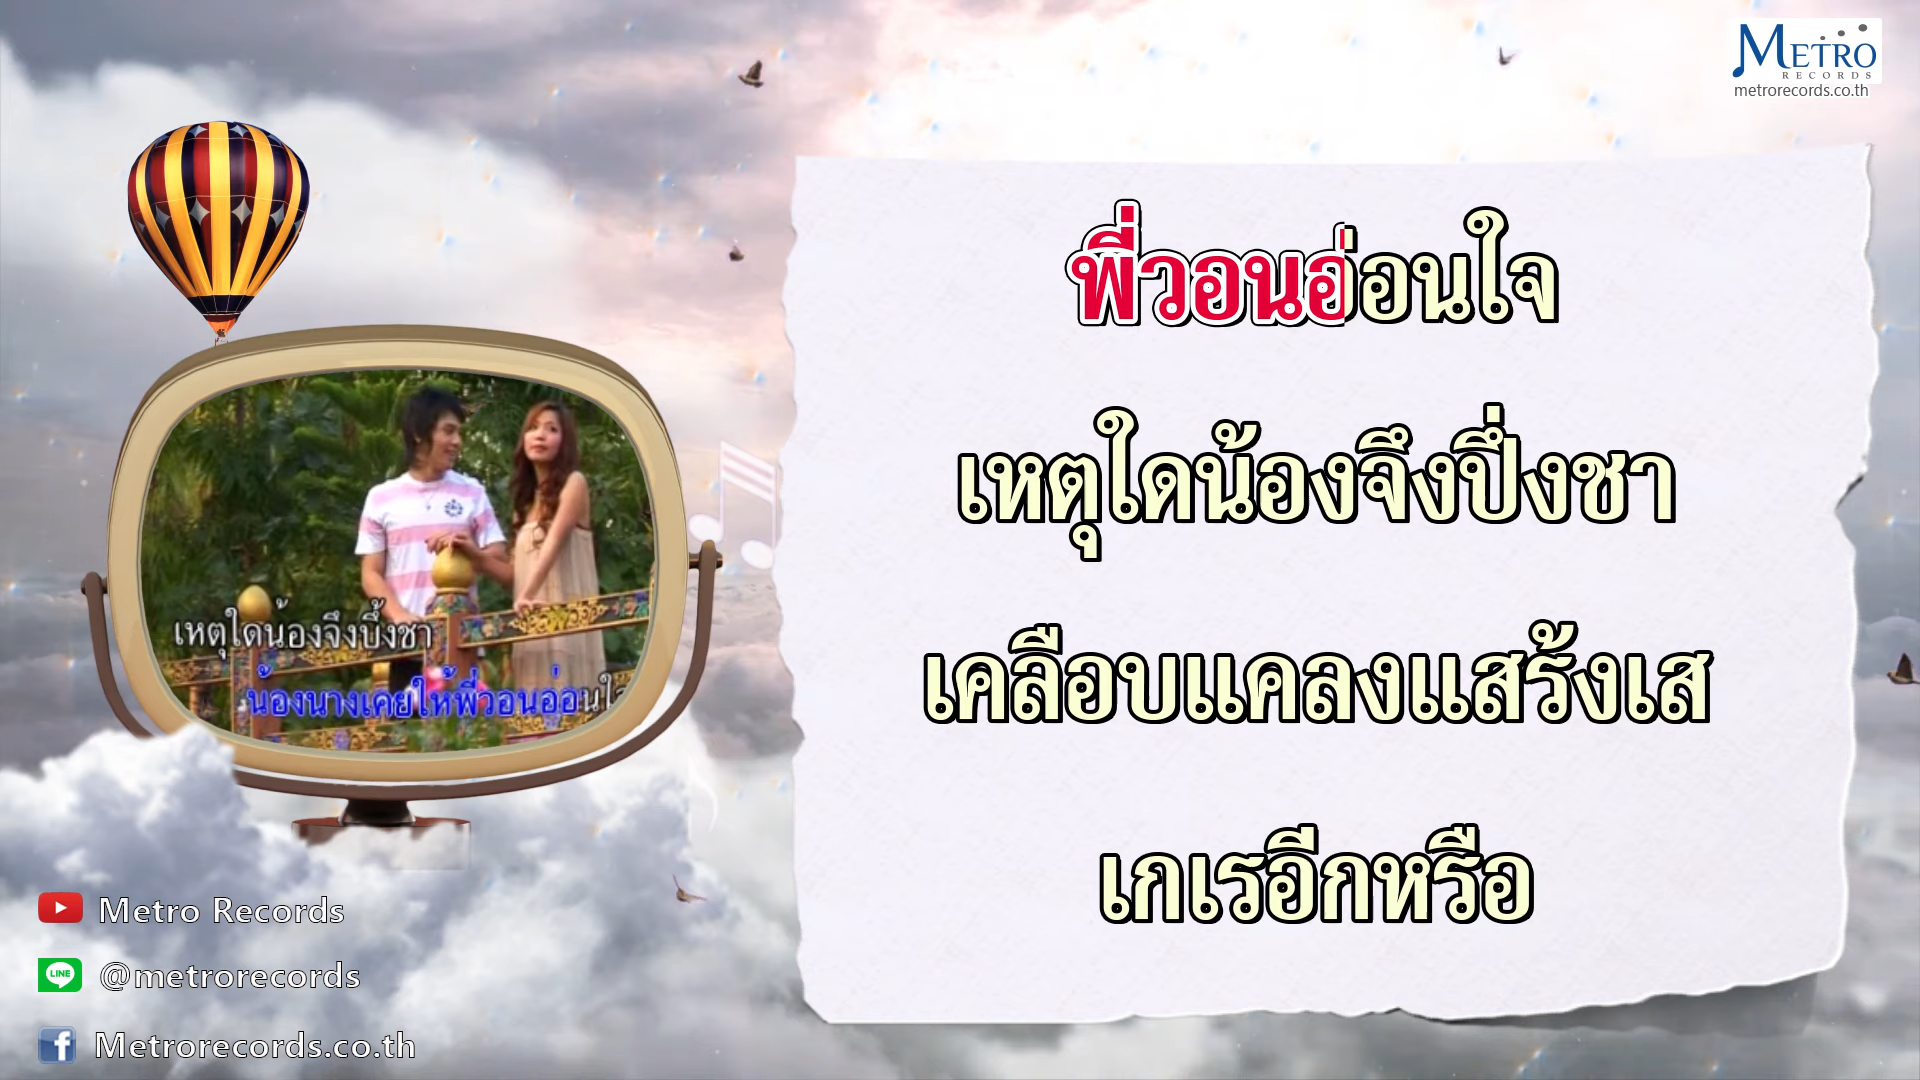 METRO
RECORDS
metrorecords.co.th
พี่วอนอ่อนใจ
เหตุใดน้องจึงปึ่งชา
เคลือบแคลงแสร้งเส
เกเรอีกหรือ
เหตุใดน้องจึงบึ้งชา
น้องนางเคยให้พี่วอนอ่อนใ
Metro Records
LINE
@metrorecords
f
Metrorecords.co.th